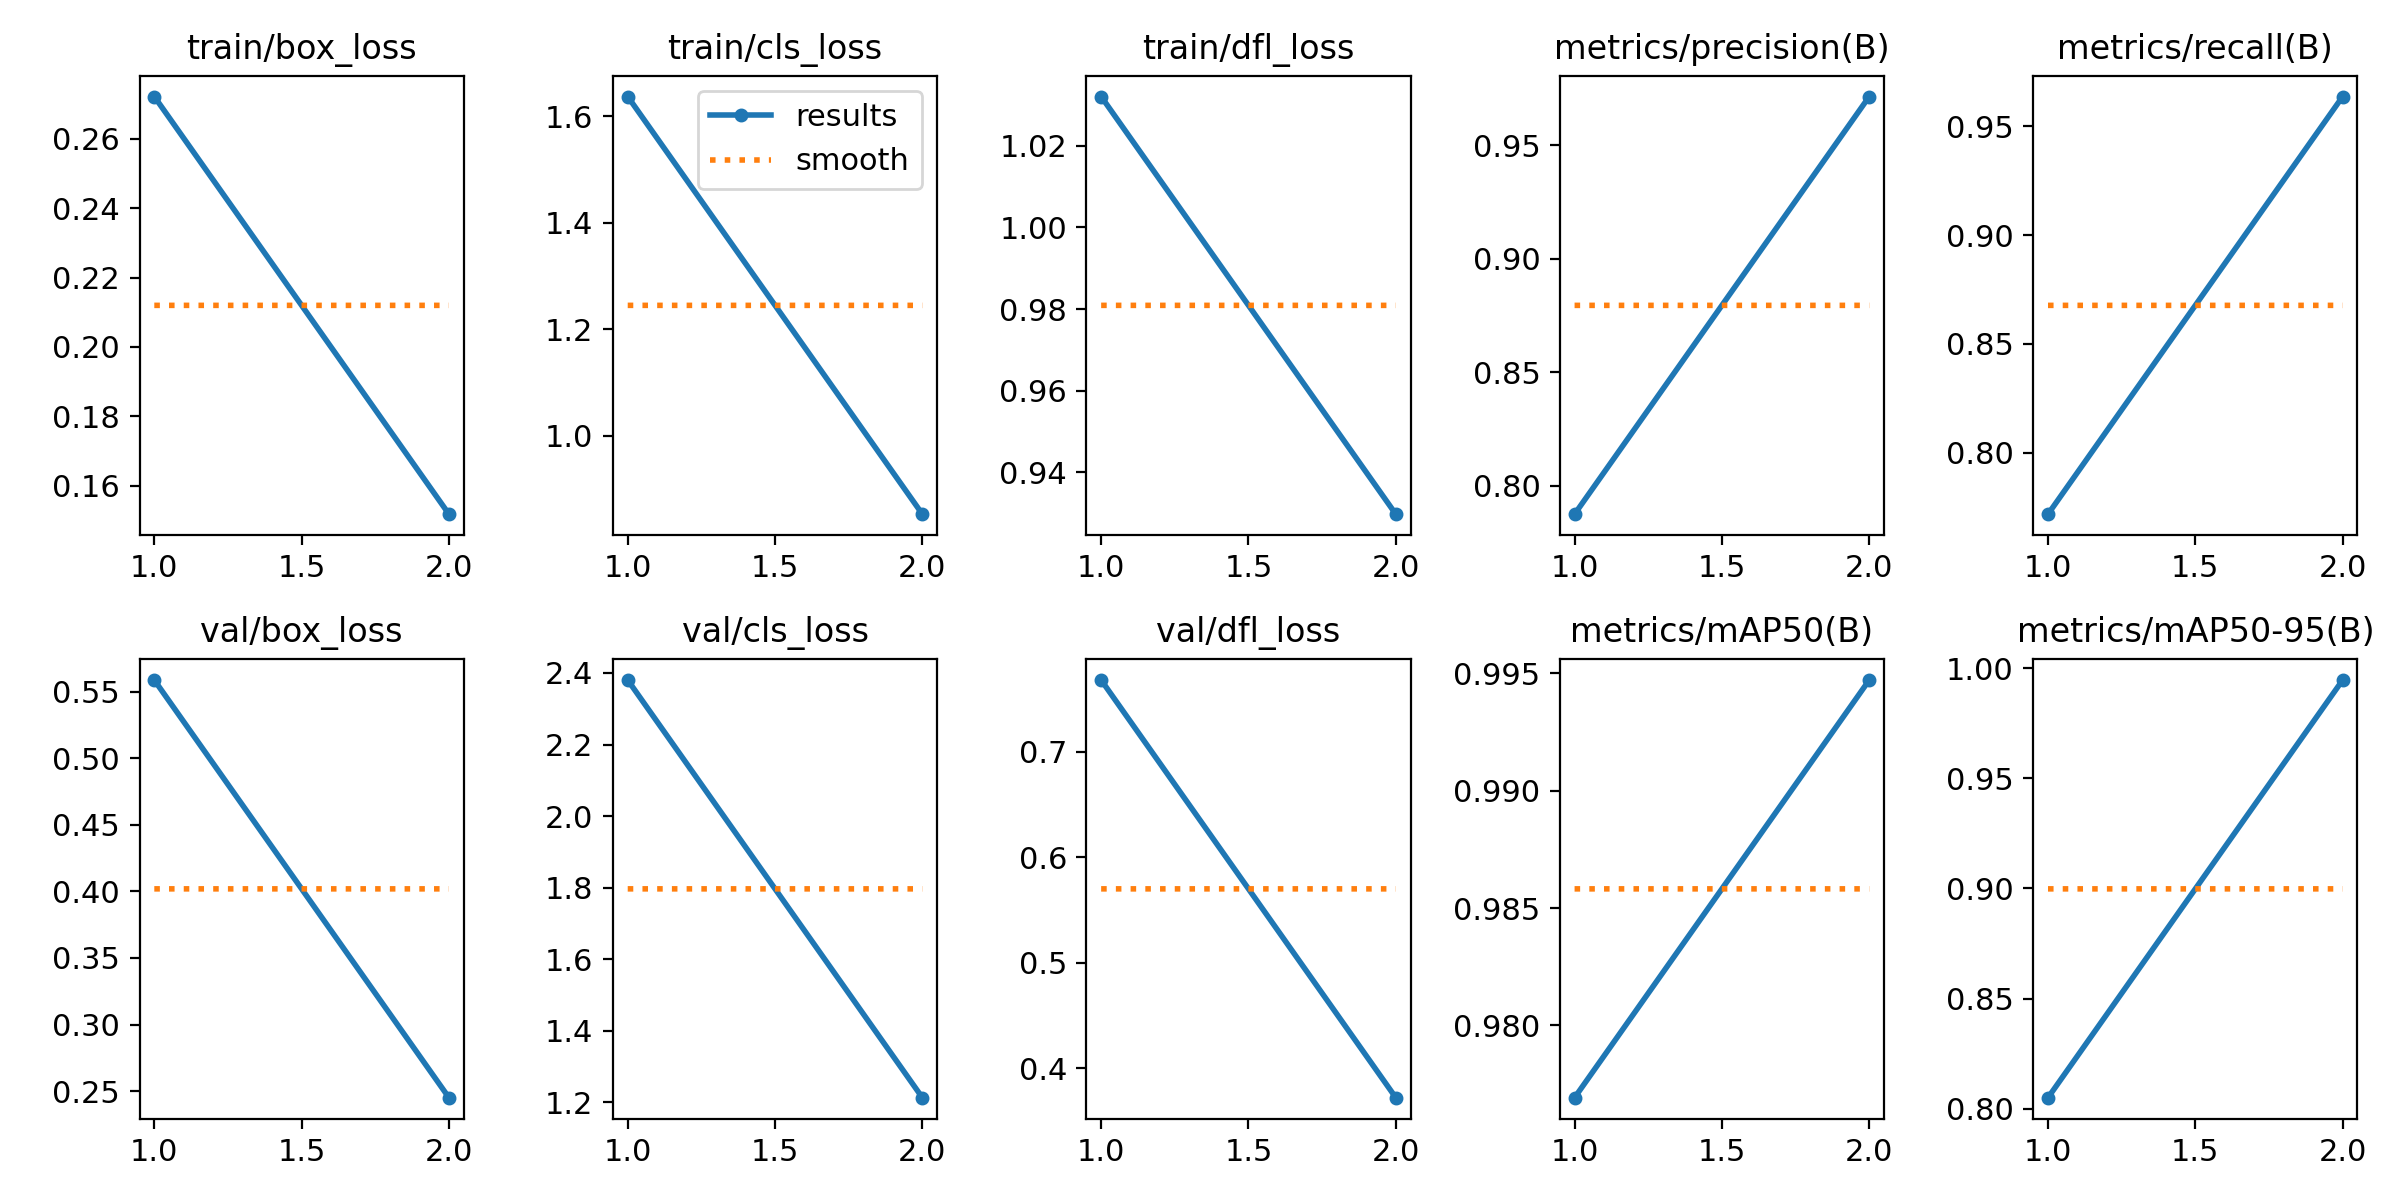 train/box_loss
0.26
0.24
0.22
0.20
0.18
0.16
1.0 1.5 2.0
train/cls_loss
results
smooth
1.6
1.4
1.2
1.0
1.0 1.5 2.0
train/dfl_loss
1.02
1.00
0.98
0.96
0.94
1.0 1.5 2.0
metrics/precision(B)
0.95
0.90
0.85
0.80
1.0 1.5 2.0
metrics/recall(B)
0.95
0.90
0.85
0.80
1.0 1.5 2.0
val/box_loss
0.55
0.50
0.45
0.40
0.35
0.30
0.25
1.0 1.5 2.0
val/cls_loss
2.4
2.2
2.0
1.8
1.6
1.4
1.2
1.0 1.5 2.0
val/dfl_loss
0.7
0.6
0.5
0.4
1.0 1.5 2.0
metrics/mAP50(B)
0.995
0.990
0.985
0.980
1.0 1.5 2.0
metrics/mAP50-95(B)
1.00
0.95
0.90
0.85
0.80
1.0 1.5 2.0